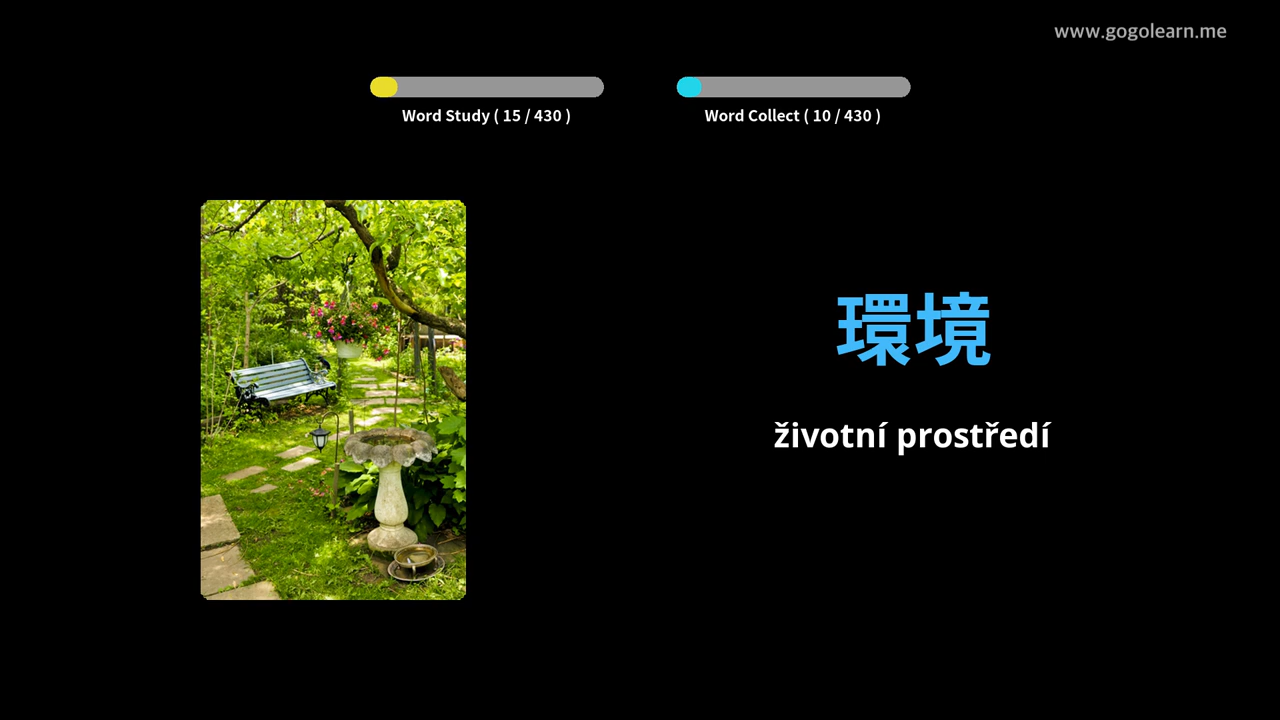 www.gogolearn.me
Word Study ( 15 / 430 )
Word Collect ( 10 / 430 )
環境
životní prostředí